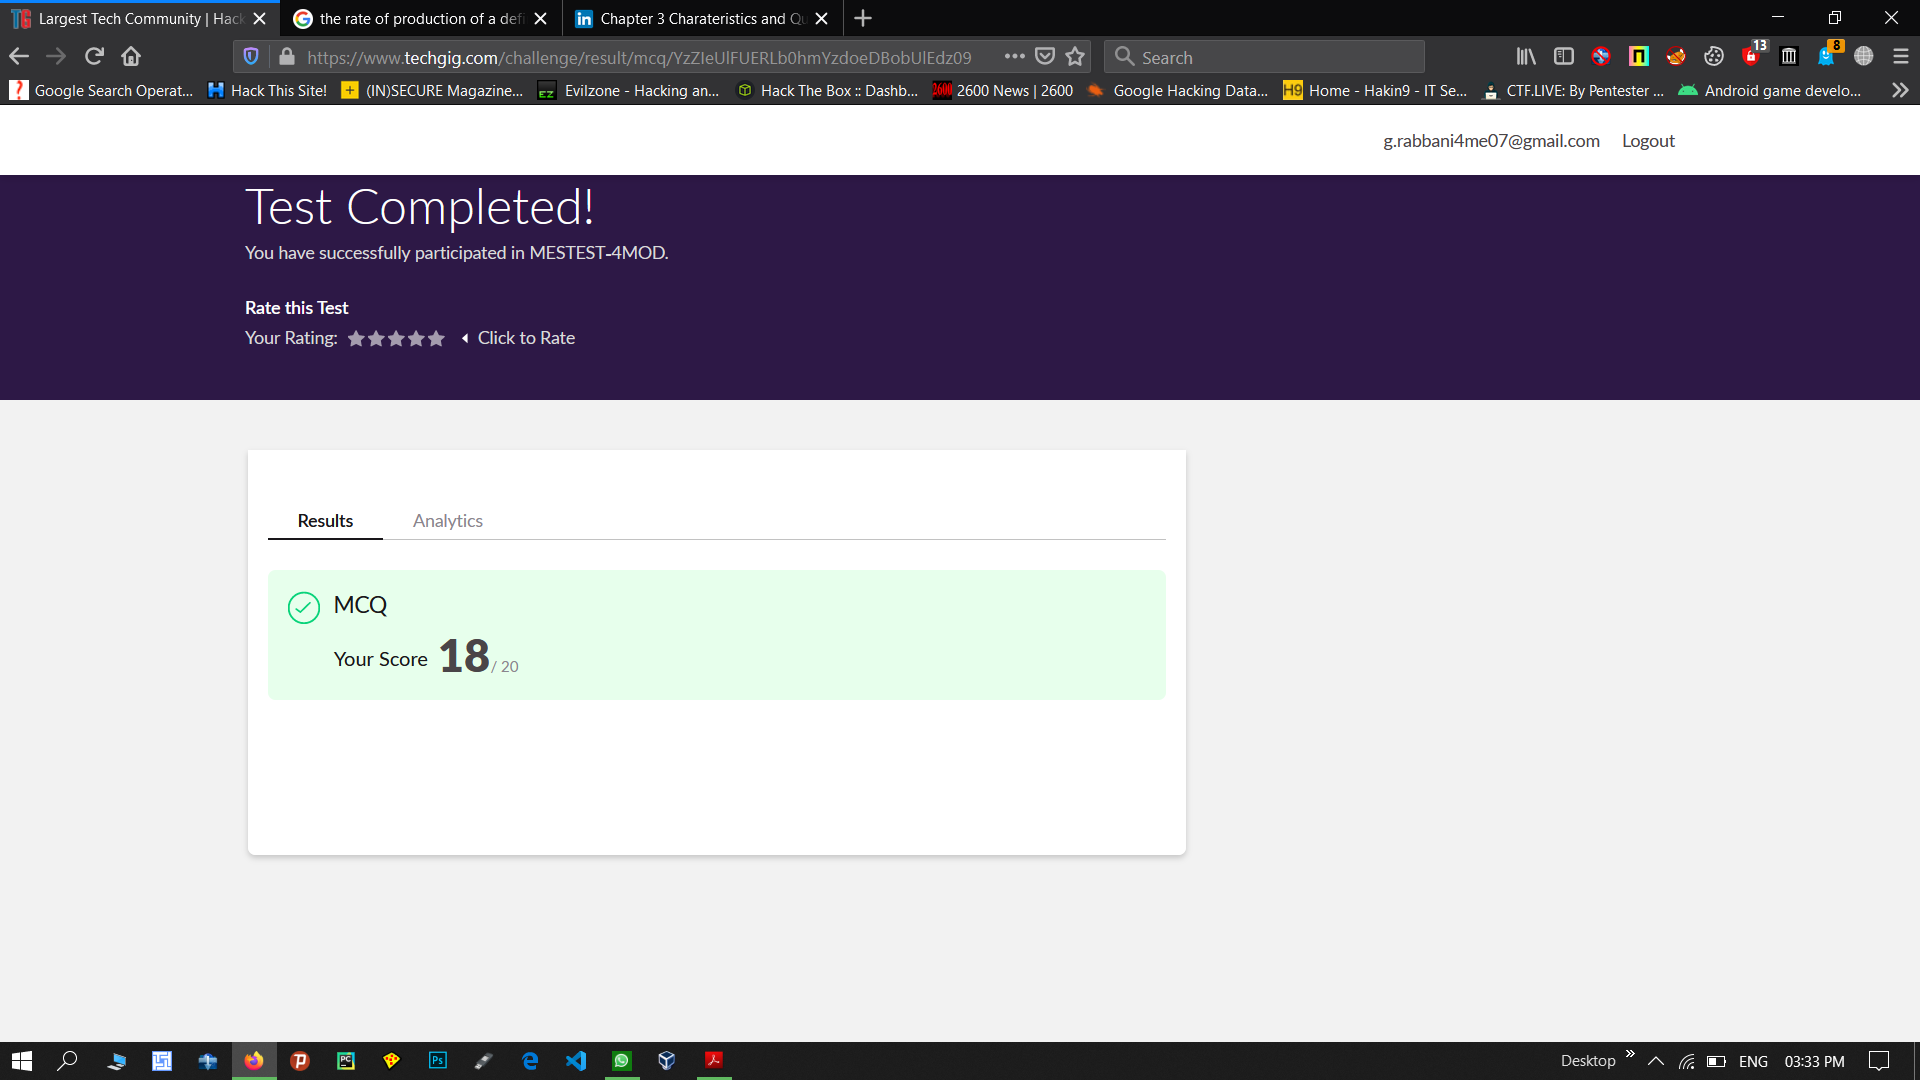 Largest Tech Community | Hack
the rate of production of a defi
Chapter 3 Charateristics and Qu
https://www.techgig.com/challenge/result/mcq/YzZIeUlFUERLb0hmYzdoeDBobUlEdz09
Search
13
8
Google Search Operat...
Hack This Site!
(IN)SECURE Magazine...
Evilzone - Hacking an...
Hack The Box :: Dashb...
2600 News | 2600
Google Hacking Data...
Home - Hakin9 - IT Se...
CTF.LIVE: By Pentester ...
Android game develo...
g.rabbani4me07@gmail.com Logout
Test Completed!
You have successfully participated in MESTEST-4MOD.
Rate this Test
Your Rating: Click to Rate
Results Analytics
MCQ
Your Score 18 / 20
Desktop ENG 03:33 PM